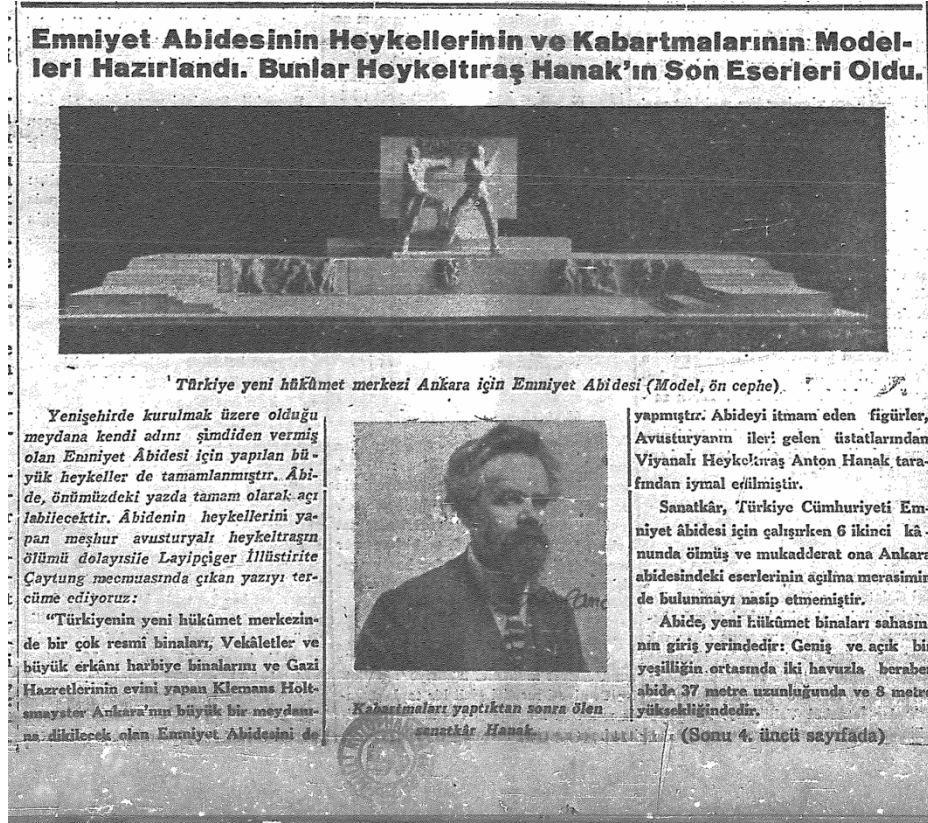 Emniyet Abidesinin Heykellerinin ve Kabartmalarının Model-
leri Hazırlandı. Bunlar Heykeltıraş Hanak'ın Son Eserleri Oldu.
Türkiye yeni hükûmet merkezi Ankara için Emniyet Abidesi (Model, ön cephe)
Yenişehirde kurulmak üzere olduğu
meydana kendi adını şimdiden vermiş
olan Emniyet Âbidesi için yapılan bü-
yük heykeller de tamamlanmıştır. Âbi-
de, önümüzdeki yazda tamam olarak açı
labilecektir. Âbidenin heykellerini ya-
pan meşhur avusturyalı heykeltraşın
ölümü dolayısile Layipçiger İllüstirite
Çaytung mecmuasında çıkan yazıyı ter-
cüme ediyoruz:
"Türkiyenin yeni hükûmet merkezin-
de bir çok resmî binaları, Vekâletler ve
büyük erkânı harbiye binalarını ve Gazi
Hazretlerinin evini yapan Klemans Holt-
smayster Ankara'nın büyük bir meydanı-
na dikilecek olan Emniyet Abidesini de
Kabartmaları yaptıktan sonra ölen
sanatkâr Hanak.
yapmıştır. Abideyi itmam eden figürler,
Avusturyanın ileri gelen üstatlarından
Viyanalı Heykeltıraş Anton Hanak tara-
fından iymal edilmiştir.
Sanatkâr, Türkiye Cümhuriyeti Em-
niyet âbidesi için çalışırken 6 ikinci kâ-
nunda ölmüş ve mukadderat ona Ankara
abidesindeki eserlerinin açılma merasimin
de bulunmayı nasip etmemiştir.
Abide, yeni hükûmet binaları sahasın
nın giriş yerindedir: Geniş ve açık bir
yeşilliğin ortasında iki havuzla beraber
abide 37 metre uzunluğunda ve 8 metre
yüksekliğindedir.
(Sonu 4. üncü sayıfada)